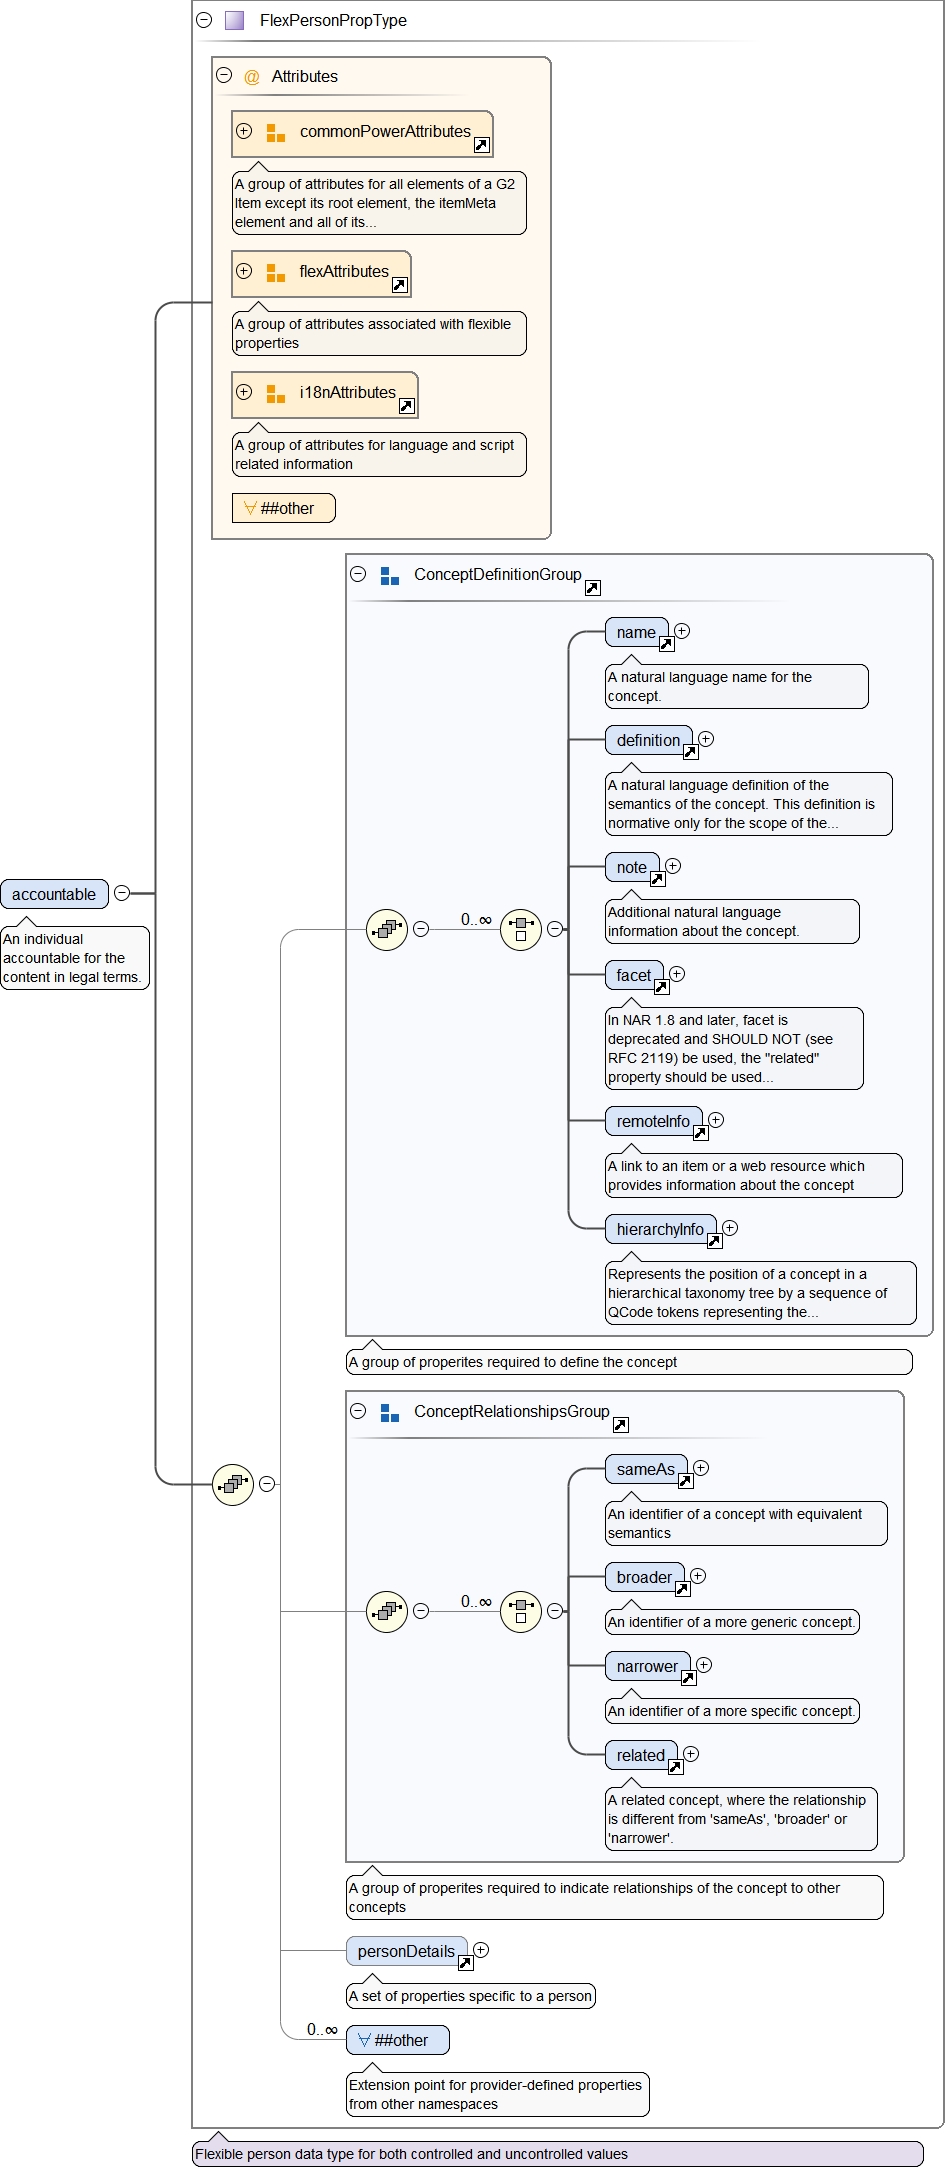 FlexPersonPropType
@ Attributes
commonPowerAttributes
A group of attributes for all elements of a G2
Item except its root element, the itemMeta
element and all of its...
flexAttributes
A group of attributes associated with flexible
properties
i18nAttributes
A group of attributes for language and script
related information
##other
accountable
An individual
accountable for the
content in legal terms.
ConceptDefinitionGroup
0..∞
name
A natural language name for the
concept.
definition
A natural language definition of the
semantics of the concept. This definition is
normative only for the scope of the...
note
Additional natural language
information about the concept.
facet
In NAR 1.8 and later, facet is
deprecated and SHOULD NOT (see
RFC 2119) be used, the "related"
property should be used...
remoteInfo
A link to an item or a web resource which
provides information about the concept
hierarchyInfo
Represents the position of a concept in a
hierarchical taxonomy tree by a sequence of
QCode tokens representing the...
A group of properites required to define the concept
ConceptRelationshipsGroup
0..∞
sameAs
An identifier of a concept with equivalent
semantics
broader
An identifier of a more generic concept.
narrower
An identifier of a more specific concept.
related
A related concept, where the relationship
is different from 'sameAs', 'broader' or
'narrower'.
A group of properites required to indicate relationships of the concept to other
concepts
personDetails
A set of properties specific to a person
0..∞
##other
Extension point for provider-defined properties
from other namespaces
Flexible person data type for both controlled and uncontrolled values